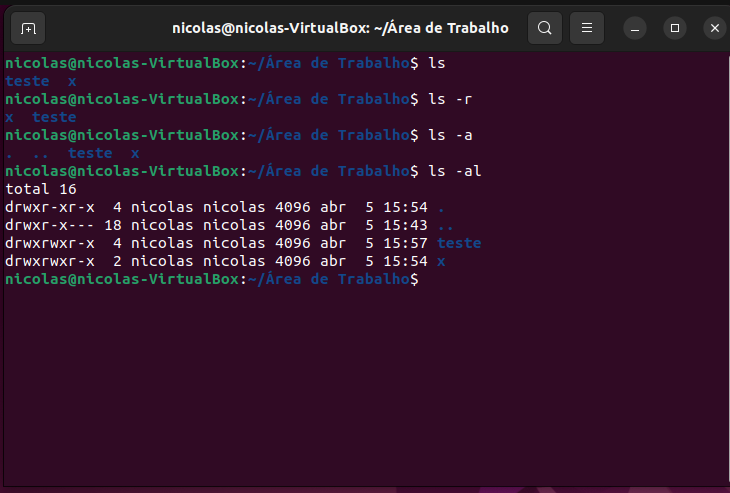 nicolas@nicolas-VirtualBox: ~/Área de Trabalho
nicolas@nicolas-VirtualBox:~/Área de Trabalho$ ls
teste  x
nicolas@nicolas-VirtualBox:~/Área de Trabalho$ ls -r
x  teste
nicolas@nicolas-VirtualBox:~/Área de Trabalho$ ls -a
.  ..  teste  x
nicolas@nicolas-VirtualBox:~/Área de Trabalho$ ls -al
total 16
drwxr-xr-x  4 nicolas nicolas 4096 abr  5 15:54 .
drwxr-x--- 18 nicolas nicolas 4096 abr  5 15:43 ..
drwxrwxr-x  4 nicolas nicolas 4096 abr  5 15:57 teste
drwxrwxr-x  2 nicolas nicolas 4096 abr  5 15:54 x
nicolas@nicolas-VirtualBox:~/Área de Trabalho$